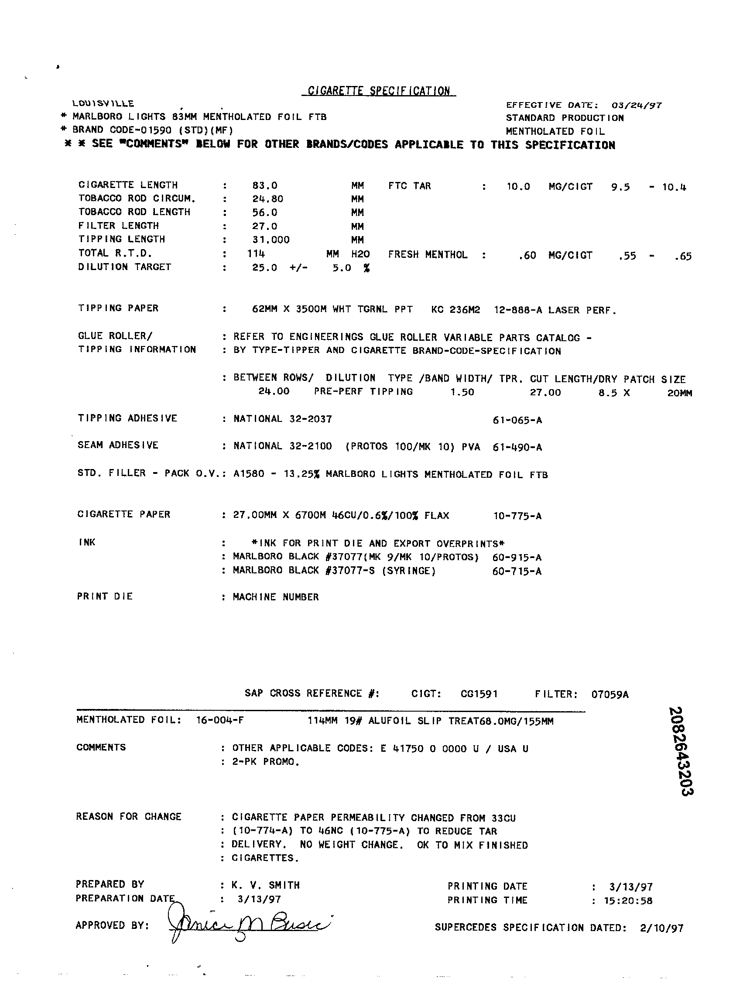 CIGARETTE SPECIFICATION
LOUISVILLE EFFECTIVE DATE: 03/24/97
* MARLBORO LIGHTS 83MM MENTHOLATED FOIL FTB STANDARD PRODUCTION
* BRAND CODE-01590 (STD)(MF) MENTHOLATED FOIL
* * SEE "COMMENTS" BELOW FOR OTHER BRANDS/CODES APPLICABLE TO THIS SPECIFICATION
CIGARETTE LENGTH : 83.0 MM FTC TAR : 10.0 MG/CIGT 9.5 - 10.4
TOBACCO ROD CIRCUM. : 24.80 MM
TOBACCO ROD LENGTH : 56.0 MM
FILTER LENGTH : 27.0 MM
TIPPING LENGTH : 31.000 MM
TOTAL R.T.D. : 114 MM H2O FRESH MENTHOL : .60 MG/CIGT .55 - .65
DILUTION TARGET : 25.0 +/- 5.0 %
TIPPING PAPER : 62MM X 3500M WHT TGRNL PPT KC 236M2 12-888-A LASER PERF.
GLUE ROLLER/ : REFER TO ENGINEERINGS GLUE ROLLER VARIABLE PARTS CATALOG -
TIPPING INFORMATION : BY TYPE-TIPPER AND CIGARETTE BRAND-CODE-SPECIFICATION
: BETWEEN ROWS/ DILUTION TYPE /BAND WIDTH/ TPR. CUT LENGTH/DRY PATCH SIZE
24.00 PRE-PERF TIPPING 1.50 27.00 8.5 X 20MM
TIPPING ADHESIVE : NATIONAL 32-2037 61-065-A
SEAM ADHESIVE : NATIONAL 32-2100 (PROTOS 100/MK 10) PVA 61-490-A
STD. FILLER - PACK O.V.: A1580 - 13.25% MARLBORO LIGHTS MENTHOLATED FOIL FTB
CIGARETTE PAPER : 27.00MM X 6700M 46CU/0.6%/100% FLAX 10-775-A
INK : *INK FOR PRINT DIE AND EXPORT OVERPRINTS*
: MARLBORO BLACK #37077(MK 9/MK 10/PROTOS) 60-915-A
: MARLBORO BLACK #37077-S (SYRINGE) 60-715-A
PRINT DIE : MACHINE NUMBER
SAP CROSS REFERENCE #: CIGT: CG1591 FILTER: 07059A
MENTHOLATED FOIL: 16-004-F 114MM 19# ALUFOIL SLIP TREAT68.0MG/155MM
COMMENTS : OTHER APPLICABLE CODES: E 41750 0 0000 U / USA U
: 2-PK PROMO.
2082643203
REASON FOR CHANGE : CIGARETTE PAPER PERMEABILITY CHANGED FROM 33CU
: (10-774-A) TO 46NC (10-775-A) TO REDUCE TAR
: DELIVERY. NO WEIGHT CHANGE. OK TO MIX FINISHED
: CIGARETTES.
PREPARED BY : K. V. SMITH PRINTING DATE : 3/13/97
PREPARATION DATE : 3/13/97 PRINTING TIME : 15:20:58
APPROVED BY: Janice M Busic SUPERCEDES SPECIFICATION DATED: 2/10/97